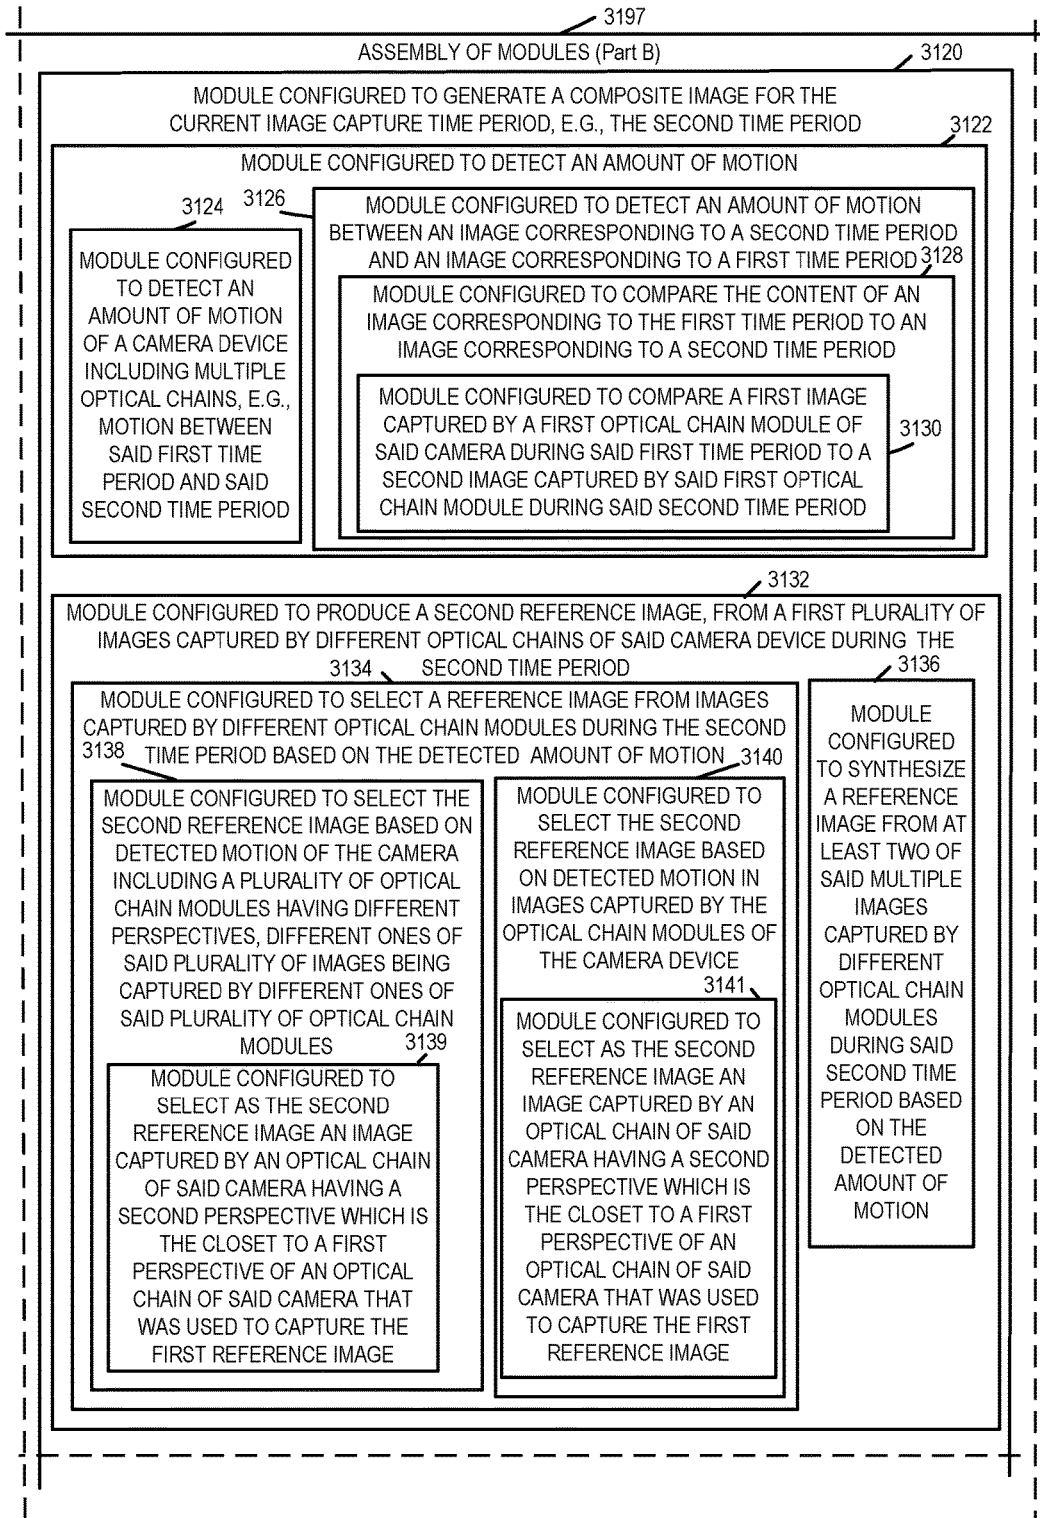 3197
ASSEMBLY OF MODULES (Part B)
3120
MODULE CONFIGURED TO GENERATE A COMPOSITE IMAGE FOR THE
CURRENT IMAGE CAPTURE TIME PERIOD, E.G., THE SECOND TIME PERIOD
3122
MODULE CONFIGURED TO DETECT AN AMOUNT OF MOTION
3124
MODULE CONFIGURED
TO DETECT AN
AMOUNT OF MOTION
OF A CAMERA DEVICE
INCLUDING MULTIPLE
OPTICAL CHAINS, E.G.,
MOTION BETWEEN
SAID FIRST TIME
PERIOD AND SAID
SECOND TIME PERIOD
3126
MODULE CONFIGURED TO DETECT AN AMOUNT OF MOTION
BETWEEN AN IMAGE CORRESPONDING TO A SECOND TIME PERIOD
AND AN IMAGE CORRESPONDING TO A FIRST TIME PERIOD
3128
MODULE CONFIGURED TO COMPARE THE CONTENT OF AN
IMAGE CORRESPONDING TO THE FIRST TIME PERIOD TO AN
IMAGE CORRESPONDING TO A SECOND TIME PERIOD
MODULE CONFIGURED TO COMPARE A FIRST IMAGE
CAPTURED BY A FIRST OPTICAL CHAIN MODULE OF
SAID CAMERA DURING SAID FIRST TIME PERIOD TO A
SECOND IMAGE CAPTURED BY SAID FIRST OPTICAL
CHAIN MODULE DURING SAID SECOND TIME PERIOD
3130
3132
MODULE CONFIGURED TO PRODUCE A SECOND REFERENCE IMAGE, FROM A FIRST PLURALITY OF
IMAGES CAPTURED BY DIFFERENT OPTICAL CHAINS OF SAID CAMERA DEVICE DURING THE
SECOND TIME PERIOD
3134
MODULE CONFIGURED TO SELECT A REFERENCE IMAGE FROM IMAGES
CAPTURED BY DIFFERENT OPTICAL CHAIN MODULES DURING THE SECOND
TIME PERIOD BASED ON THE DETECTED AMOUNT OF MOTION
3138
MODULE CONFIGURED TO SELECT THE
SECOND REFERENCE IMAGE BASED ON
DETECTED MOTION OF THE CAMERA
INCLUDING A PLURALITY OF OPTICAL
CHAIN MODULES HAVING DIFFERENT
PERSPECTIVES, DIFFERENT ONES OF
SAID PLURALITY OF IMAGES BEING
CAPTURED BY DIFFERENT ONES OF
SAID PLURALITY OF OPTICAL CHAIN
MODULES
3139
MODULE CONFIGURED TO
SELECT AS THE SECOND
REFERENCE IMAGE AN IMAGE
CAPTURED BY AN OPTICAL CHAIN
OF SAID CAMERA HAVING A
SECOND PERSPECTIVE WHICH IS
THE CLOSET TO A FIRST
PERSPECTIVE OF AN OPTICAL
CHAIN OF SAID CAMERA THAT
WAS USED TO CAPTURE THE
FIRST REFERENCE IMAGE
3140
MODULE CONFIGURED TO
SELECT THE SECOND
REFERENCE IMAGE BASED
ON DETECTED MOTION IN
IMAGES CAPTURED BY THE
OPTICAL CHAIN MODULES OF
THE CAMERA DEVICE
3141
MODULE CONFIGURED TO
SELECT AS THE SECOND
REFERENCE IMAGE AN
IMAGE CAPTURED BY AN
OPTICAL CHAIN OF SAID
CAMERA HAVING A SECOND
PERSPECTIVE WHICH IS
THE CLOSET TO A FIRST
PERSPECTIVE OF AN
OPTICAL CHAIN OF SAID
CAMERA THAT WAS USED
TO CAPTURE THE FIRST
REFERENCE IMAGE
3136
MODULE
CONFIGURED
TO SYNTHESIZE
A REFERENCE
IMAGE FROM AT
LEAST TWO OF
SAID MULTIPLE
IMAGES
CAPTURED BY
DIFFERENT
OPTICAL CHAIN
MODULES
DURING SAID
SECOND TIME
PERIOD BASED
ON THE
DETECTED
AMOUNT OF
MOTION